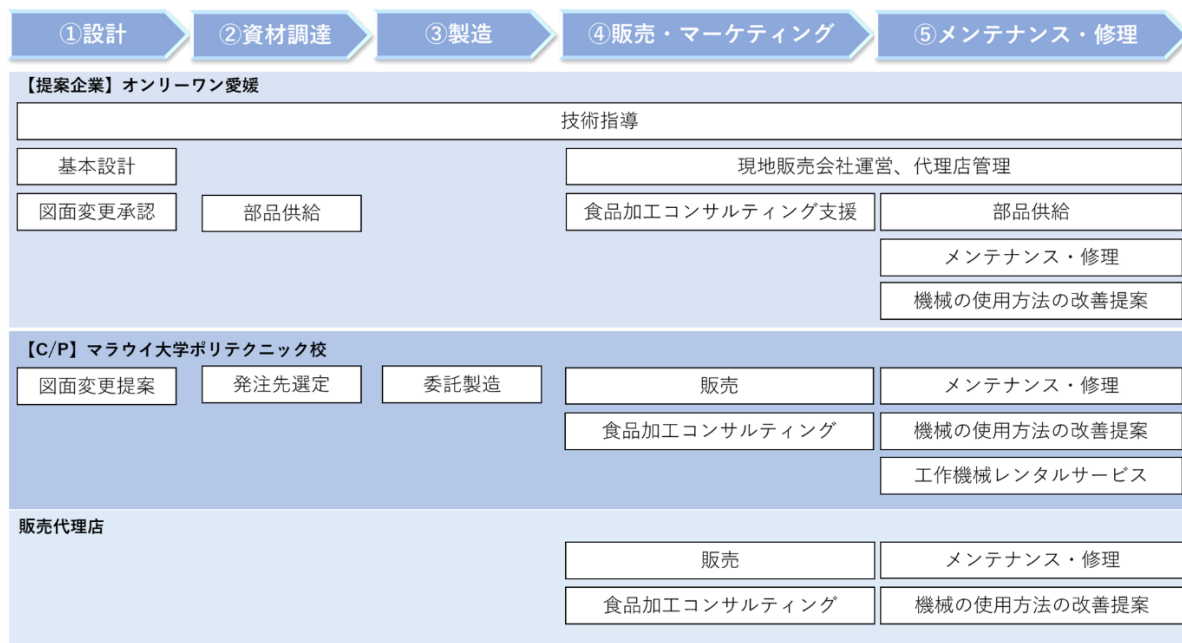 ①設計
②資材調達
③製造
④販売・マーケティング
⑤メンテナンス・修理
【提案企業】オンリーワン愛媛
技術指導
基本設計
現地販売会社運営、代理店管理
図面変更承認
部品供給
食品加工コンサルティング支援
部品供給
メンテナンス・修理
機械の使用方法の改善提案
【C/P】マラウイ大学ポリテクニック校
図面変更提案
発注先選定
委託製造
販売
メンテナンス・修理
食品加工コンサルティング
機械の使用方法の改善提案
工作機械レンタルサービス
販売代理店
販売
メンテナンス・修理
食品加工コンサルティング
機械の使用方法の改善提案